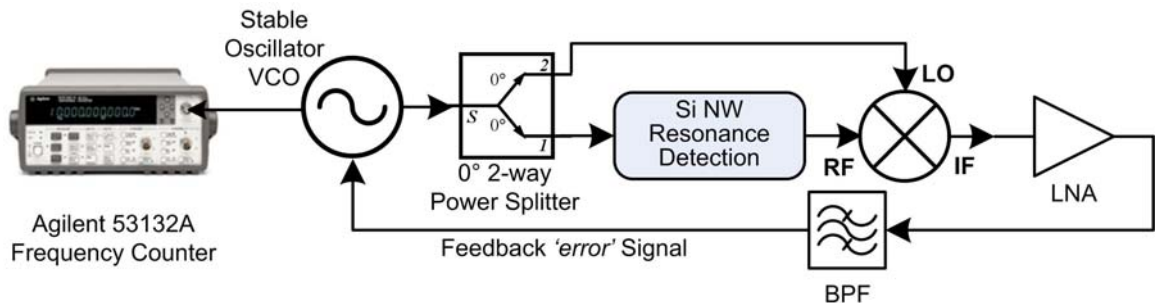 Stable
Oscillator
VCO
2
LO
0°
S
0°
1
Si NW
Resonance
Detection
RF
IF
LNA
0° 2-way
Power Splitter
Agilent 53132A
Frequency Counter
Feedback 'error' Signal
BPF